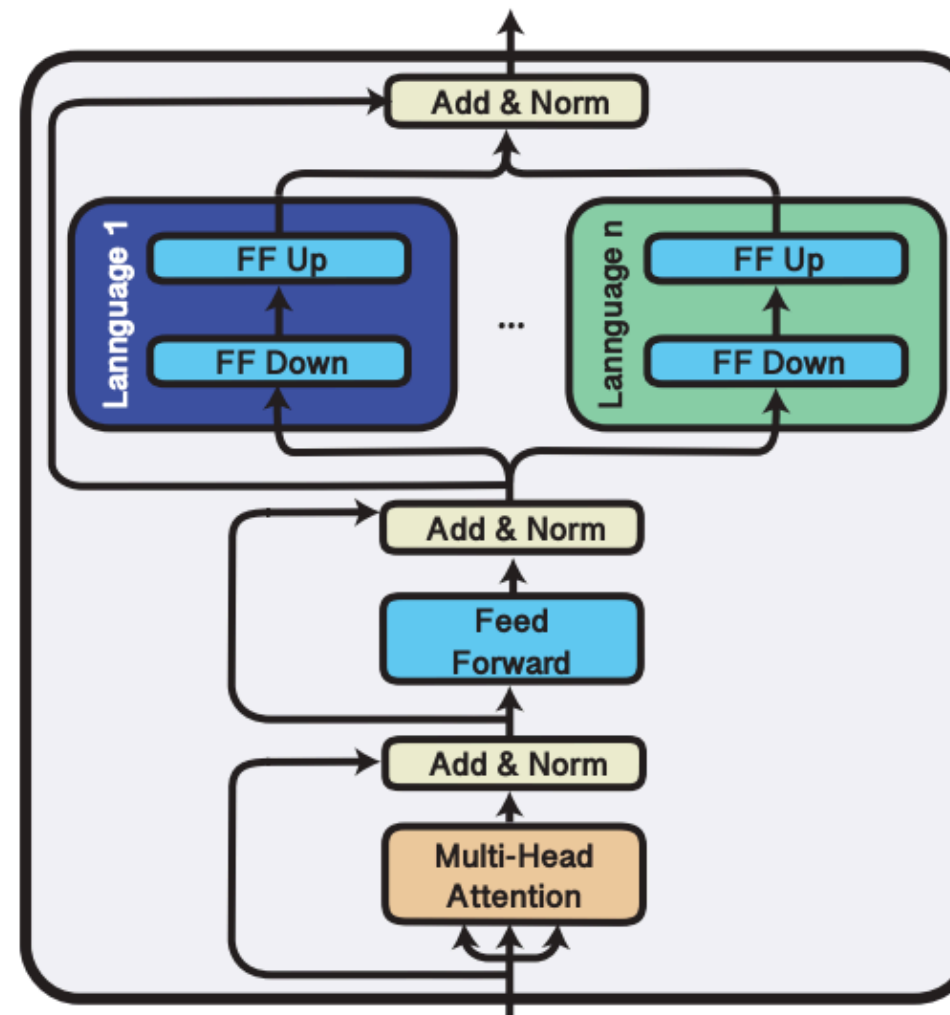 Add & Norm
Lannguage 1
FF Up
FF Down
...
Lannguage n
FF Up
FF Down
Add & Norm
Feed
Forward
Add & Norm
Multi-Head
Attention